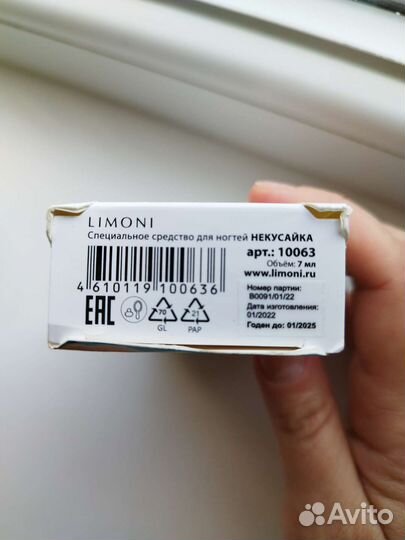 LIMONI
Специальное средство для ногтей НЕКУСАЙКА
арт.: 10063
Объём: 7 мл
www.limoni.ru
4 610119 100636
Номер партии:
B0091/01/22
Дата изготовления:
01/2022
Годен до: 01/2025
EAC
70
GL
21
PAP
Avito